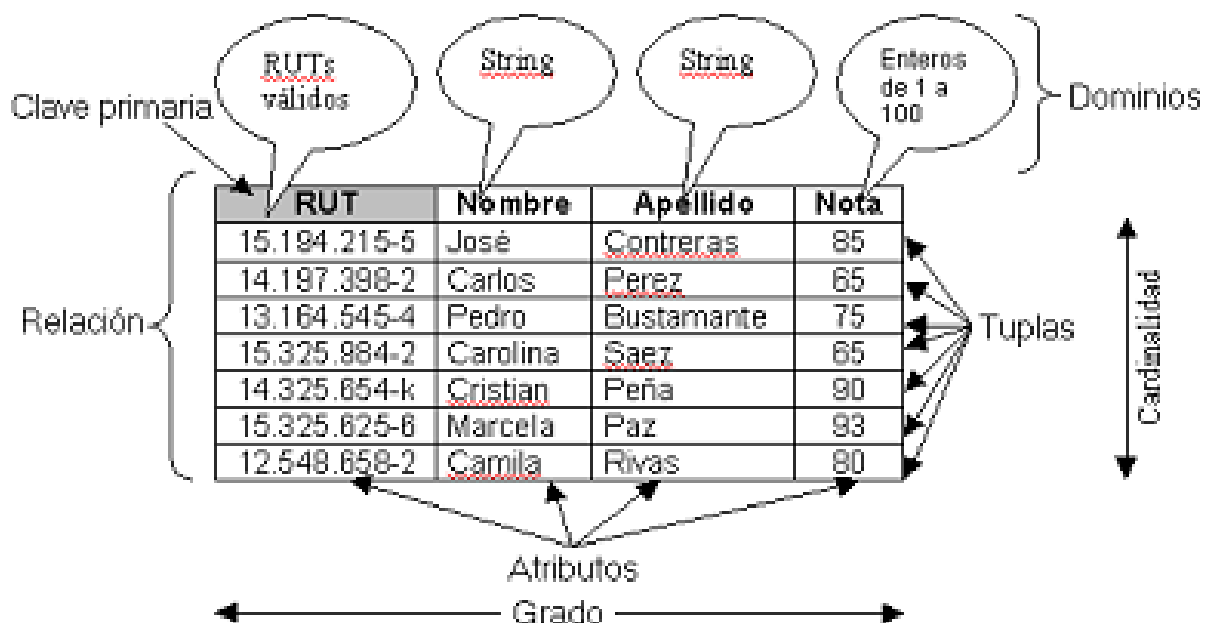 RUTs
válidos
String
String
Enteros
de 1 a
100
Dominios
Clave primaria
RUT Nombre Apellido Nota
15.194.215-5 José Contreras 85
14.197.398-2 Carlos Perez 65
13.164.545-4 Pedro Bustamante 75
15.325.984-2 Carolina Saez 65
14.325.654-k Cristian Peña 90
15.325.625-6 Marcela Paz 93
12.548.658-2 Camila Rivas 80
Relación
Tuplas
Cardinalidad
Atributos
Grado